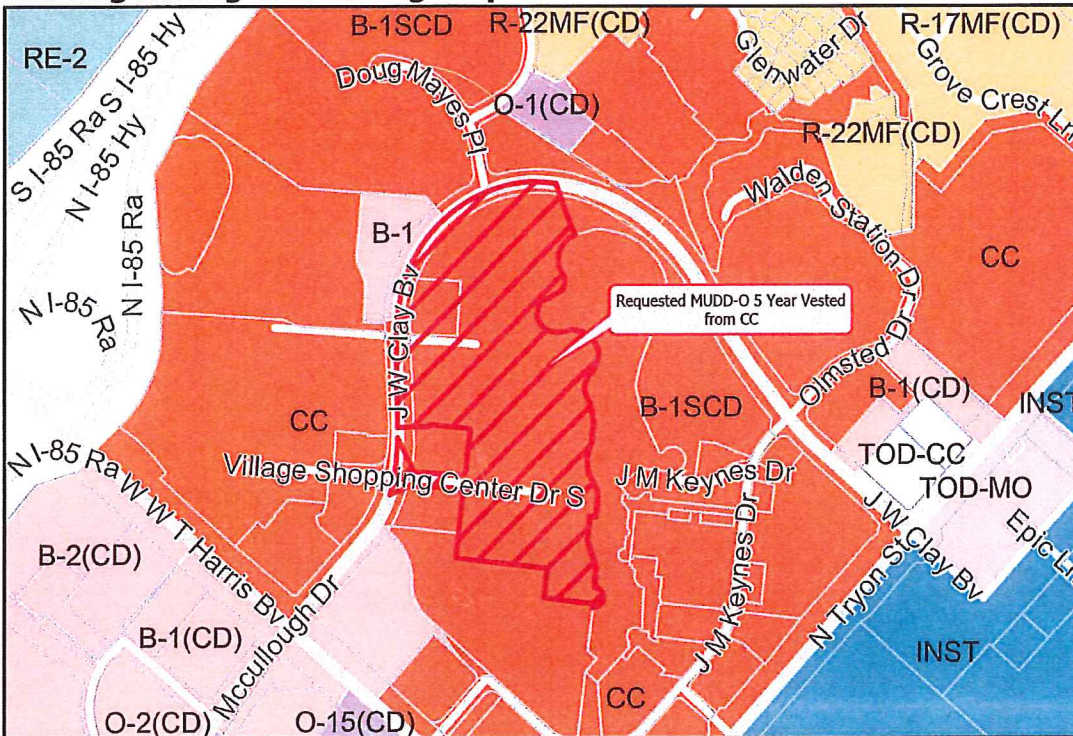 B-1SCD
R-22MF(CD)
R-17MF(CD)
RE-2
Glenwater Dr
Grove Crest Ln
Doug Mayes Pl
O-1(CD)
S I-85 Hy
S I-85 Ra
N I-85 Hy
R-22MF(CD)
N I-85 Ra
Walden Station Dr
B-1
CC
J W Clay Bv
Requested MUDD-O 5 Year Vested
from CC
N I-85 Ra
Olmsted Dr
B-1(CD)
INST
B-1SCD
CC
TOD-CC
N I-85 Ra
Village Shopping Center Dr S
J M Keynes Dr
TOD-MO
J W Clay Bv
W W T Harris Bv
B-2(CD)
J M Keynes Dr
N Tryon St
B-1(CD)
Mccullough Dr
INST
CC
O-2(CD)
O-15(CD)